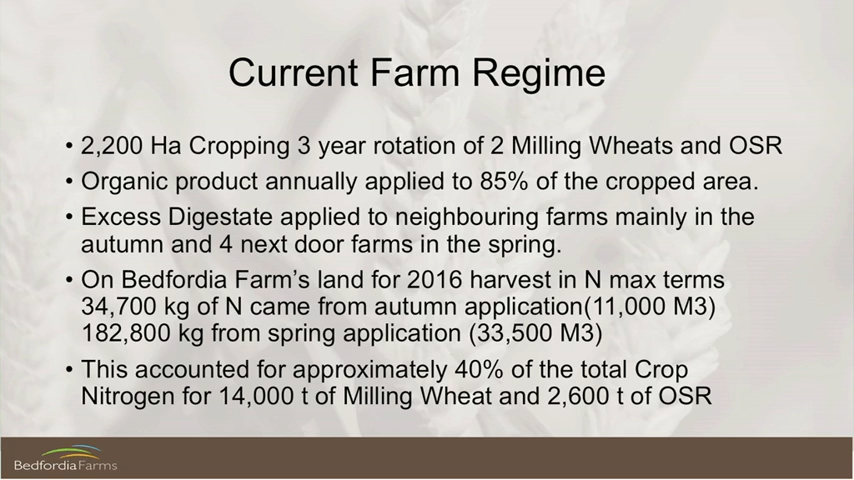 Current Farm Regime
• 2,200 Ha Cropping 3 year rotation of 2 Milling Wheats and OSR
• Organic product annually applied to 85% of the cropped area.
• Excess Digestate applied to neighbouring farms mainly in the
autumn and 4 next door farms in the spring.
• On Bedfordia Farm’s land for 2016 harvest in N max terms
34,700 kg of N came from autumn application(11,000 M3)
182,800 kg from spring application (33,500 M3)
• This accounted for approximately 40% of the total Crop
Nitrogen for 14,000 t of Milling Wheat and 2,600 t of OSR
BedfordiaFarms